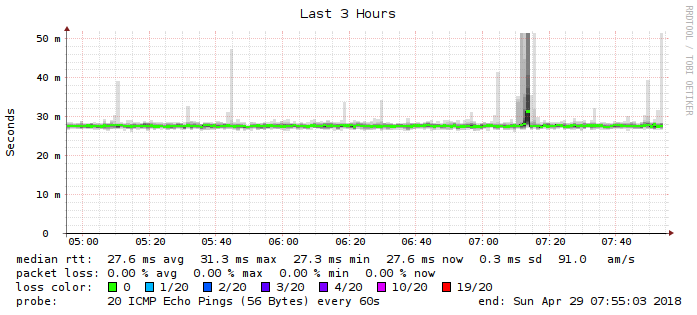 Last 3 Hours
RRDTOOL / TOBI OETIKER
Seconds
50 m
40 m
30 m
20 m
10 m
0
05:00 05:20 05:40 06:00 06:20 06:40 07:00 07:20 07:40
median rtt: 27.6 ms avg 31.3 ms max 27.3 ms min 27.6 ms now 0.3 ms sd 91.0 am/s
packet loss: 0.00 % avg 0.00 % max 0.00 % min 0.00 % now
loss color: 0 1/20 2/20 3/20 4/20 10/20 19/20
probe: 20 ICMP Echo Pings (56 Bytes) every 60s end: Sun Apr 29 07:55:03 2018